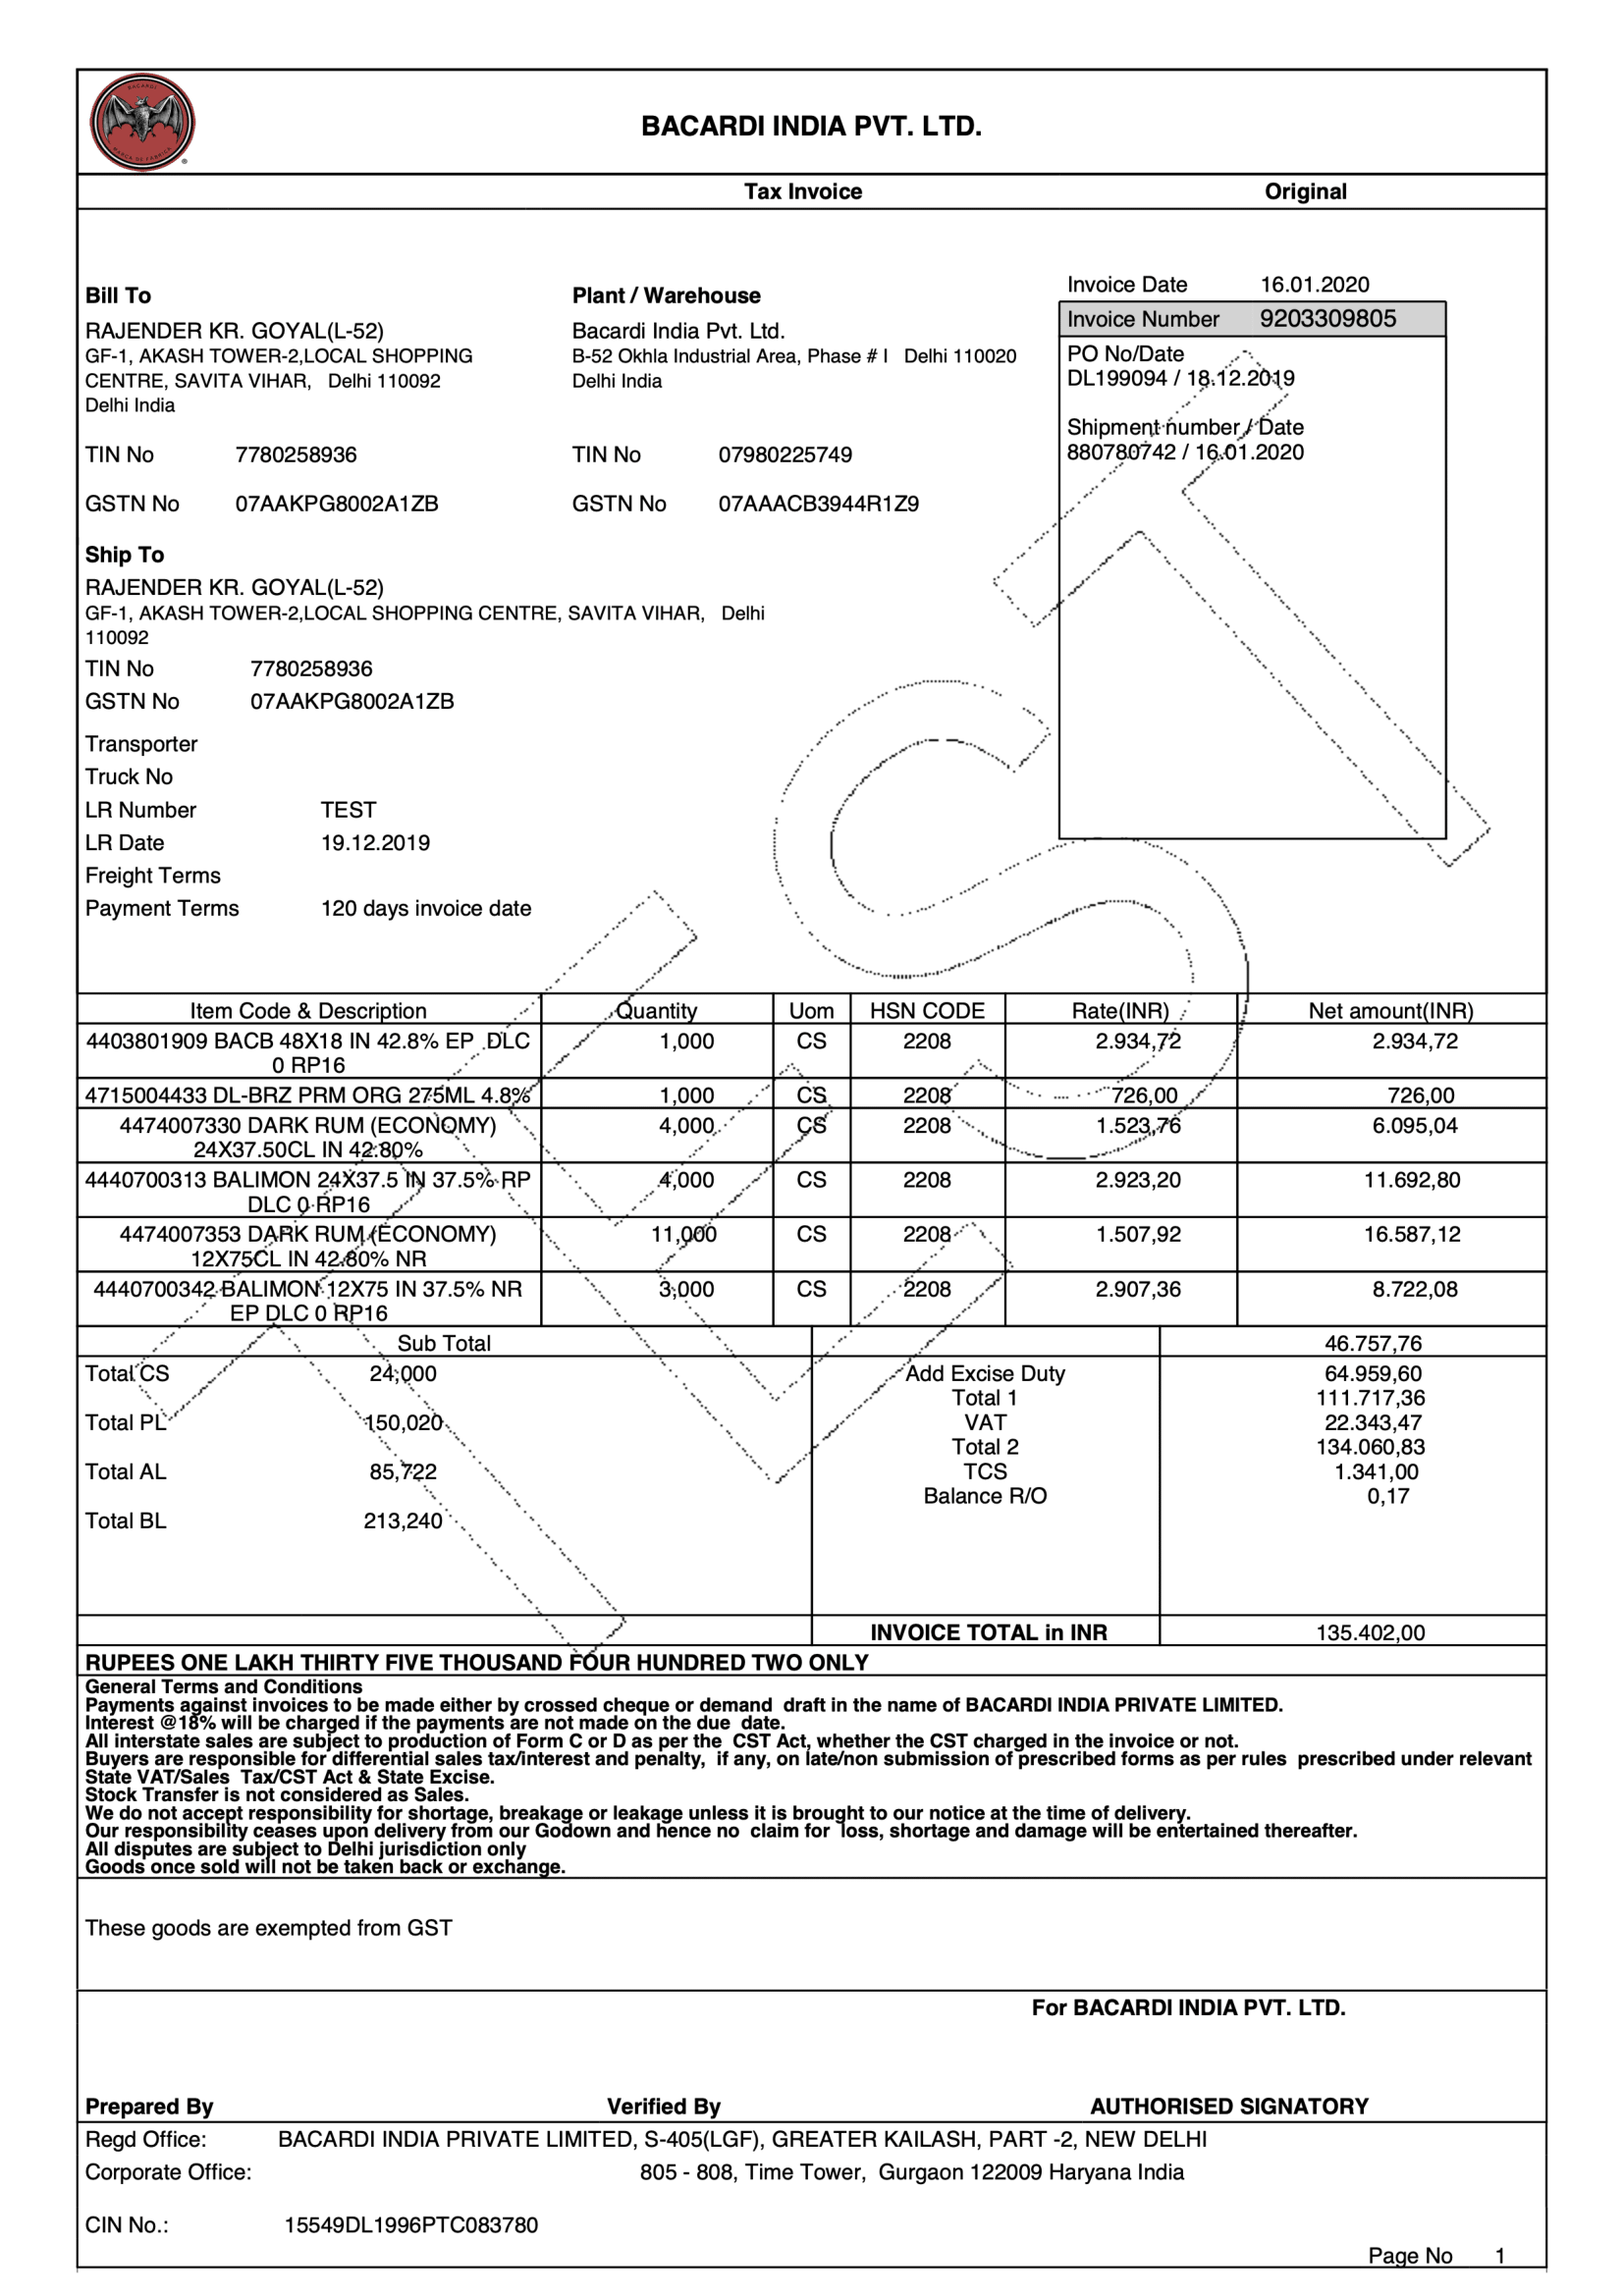 BACARDI
MARCA DE FABRICA
®
BACARDI INDIA PVT. LTD.
Tax Invoice Original
Invoice Date 16.01.2020
Bill To
Plant / Warehouse
Invoice Number 9203309805
RAJENDER KR. GOYAL(L-52)
GF-1, AKASH TOWER-2,LOCAL SHOPPING
CENTRE, SAVITA VIHAR, Delhi 110092
Delhi India
TIN No 7780258936
GSTN No 07AAKPG8002A1ZB
Bacardi India Pvt. Ltd.
B-52 Okhla Industrial Area, Phase # I Delhi 110020
Delhi India
TIN No 07980225749
GSTN No 07AAACB3944R1Z9
PO No/Date
DL199094 / 18.12.2019
Shipment number / Date
880780742 / 16.01.2020
Ship To
RAJENDER KR. GOYAL(L-52)
GF-1, AKASH TOWER-2,LOCAL SHOPPING CENTRE, SAVITA VIHAR, Delhi
110092
TIN No 7780258936
GSTN No 07AAKPG8002A1ZB
Transporter
Truck No
LR Number TEST
LR Date 19.12.2019
Freight Terms
Payment Terms 120 days invoice date
TEST
Item Code & Description Quantity Uom HSN CODE Rate(INR) Net amount(INR)
4403801909 BACB 48X18 IN 42.8% EP DLC 1,000 CS 2208 2.934,72 2.934,72
0 RP16
4715004433 DL-BRZ PRM ORG 275ML 4.8% 1,000 CS 2208 726,00 726,00
4474007330 DARK RUM (ECONOMY) 4,000 CS 2208 1.523,76 6.095,04
24X37.50CL IN 42.80%
4440700313 BALIMON 24X37.5 IN 37.5% RP 4,000 CS 2208 2.923,20 11.692,80
DLC 0 RP16
4474007353 DARK RUM (ECONOMY) 11,000 CS 2208 1.507,92 16.587,12
12X75CL IN 42.80% NR
4440700342 BALIMON 12X75 IN 37.5% NR 3,000 CS 2208 2.907,36 8.722,08
EP DLC 0 RP16
Sub Total 46.757,76
Total CS 24,000 Add Excise Duty 64.959,60
Total 1 111.717,36
Total PL 150,020 VAT 22.343,47
Total 2 134.060,83
Total AL 85,722 TCS 1.341,00
Balance R/O 0,17
Total BL 213,240
INVOICE TOTAL in INR 135.402,00
RUPEES ONE LAKH THIRTY FIVE THOUSAND FOUR HUNDRED TWO ONLY
General Terms and Conditions
Payments against invoices to be made either by crossed cheque or demand draft in the name of BACARDI INDIA PRIVATE LIMITED.
Interest @18% will be charged if the payments are not made on the due date.
All interstate sales are subject to production of Form C or D as per the CST Act, whether the CST charged in the invoice or not.
Buyers are responsible for differential sales tax/interest and penalty, if any, on late/non submission of prescribed forms as per rules prescribed under relevant
State VAT/Sales Tax/CST Act & State Excise.
Stock Transfer is not considered as Sales.
We do not accept responsibility for shortage, breakage or leakage unless it is brought to our notice at the time of delivery.
Our responsibility ceases upon delivery from our Godown and hence no claim for loss, shortage and damage will be entertained thereafter.
All disputes are subject to Delhi jurisdiction only
Goods once sold will not be taken back or exchange.
These goods are exempted from GST
For BACARDI INDIA PVT. LTD.
Prepared By Verified By AUTHORISED SIGNATORY
Regd Office: BACARDI INDIA PRIVATE LIMITED, S-405(LGF), GREATER KAILASH, PART -2, NEW DELHI
Corporate Office: 805 - 808, Time Tower, Gurgaon 122009 Haryana India
CIN No.: 15549DL1996PTC083780
Page No 1